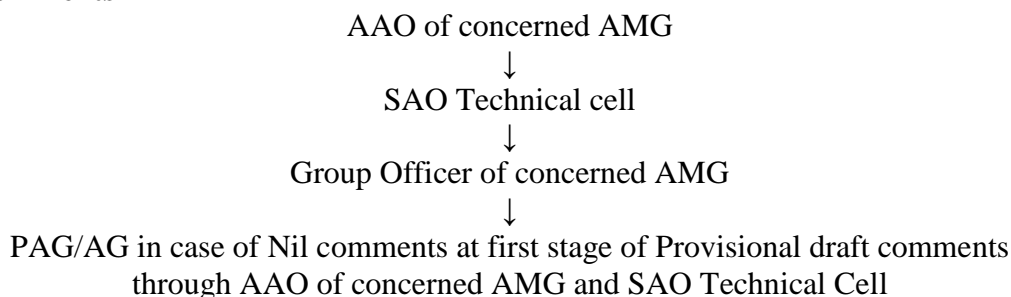 AAO of concerned AMG
↓
SAO Technical cell
↓
Group Officer of concerned AMG
↓
PAG/AG in case of Nil comments at first stage of Provisional draft comments
through AAO of concerned AMG and SAO Technical Cell